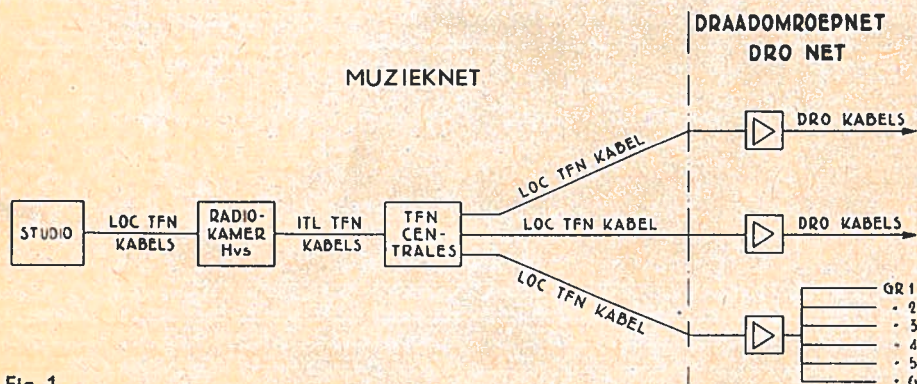 DRAADOMROEPNET
DRO NET
MUZIEKNET
STUDIO
LOC TFN
KABELS
RADIO-
KAMER
Hvs
ITL TFN
KABELS
TFN
CEN-
TRALES
LOC TFN KABEL
LOC TFN KABEL
LOC TFN KABEL
DRO KABELS
DRO KABELS
GR 1
" 2
" 3
" 4
" 5
" 6
Fig. 1